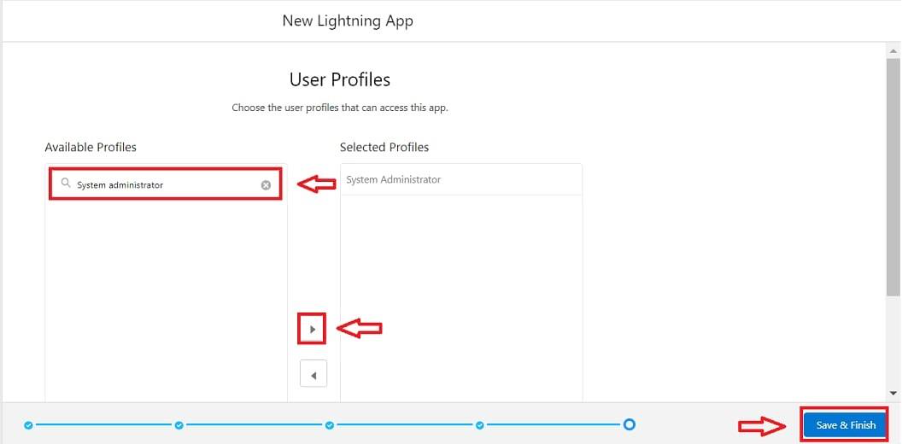 New Lightning App
User Profiles
Choose the user profiles that can access this app.
Available Profiles
Selected Profiles
System administrator
System Administrator
Save & Finish